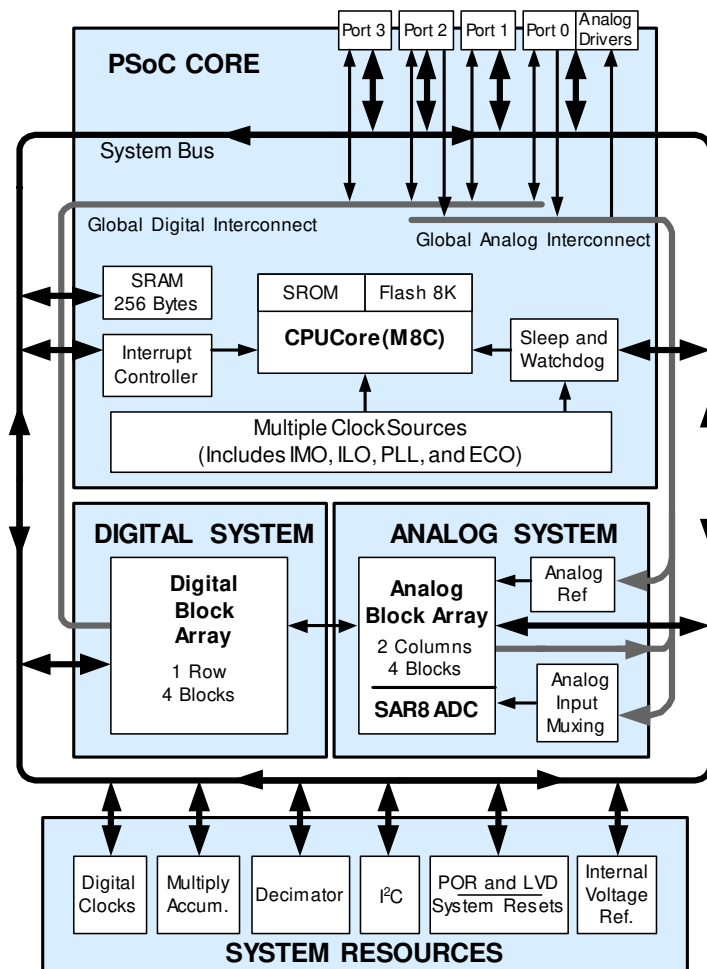 Port 3
Port 2
Port 1
Port 0
Analog
Drivers
PSoC CORE
System Bus
Global Digital Interconnect
Global Analog Interconnect
SRAM
256 Bytes
SROM
Flash 8K
CPUCore(M8C)
Interrupt
Controller
Sleep and
Watchdog
Multiple Clock Sources
(Includes IMO, ILO, PLL, and ECO)
DIGITAL SYSTEM
Digital
Block
Array
1 Row
4 Blocks
ANALOG SYSTEM
Analog
Block Array
2 Columns
4 Blocks
SAR8 ADC
Analog
Ref
Analog
Input
Muxing
Digital
Clocks
Multiply
Accum.
Decimator
I²C
POR and LVD
System Resets
Internal
Voltage
Ref.
SYSTEM RESOURCES